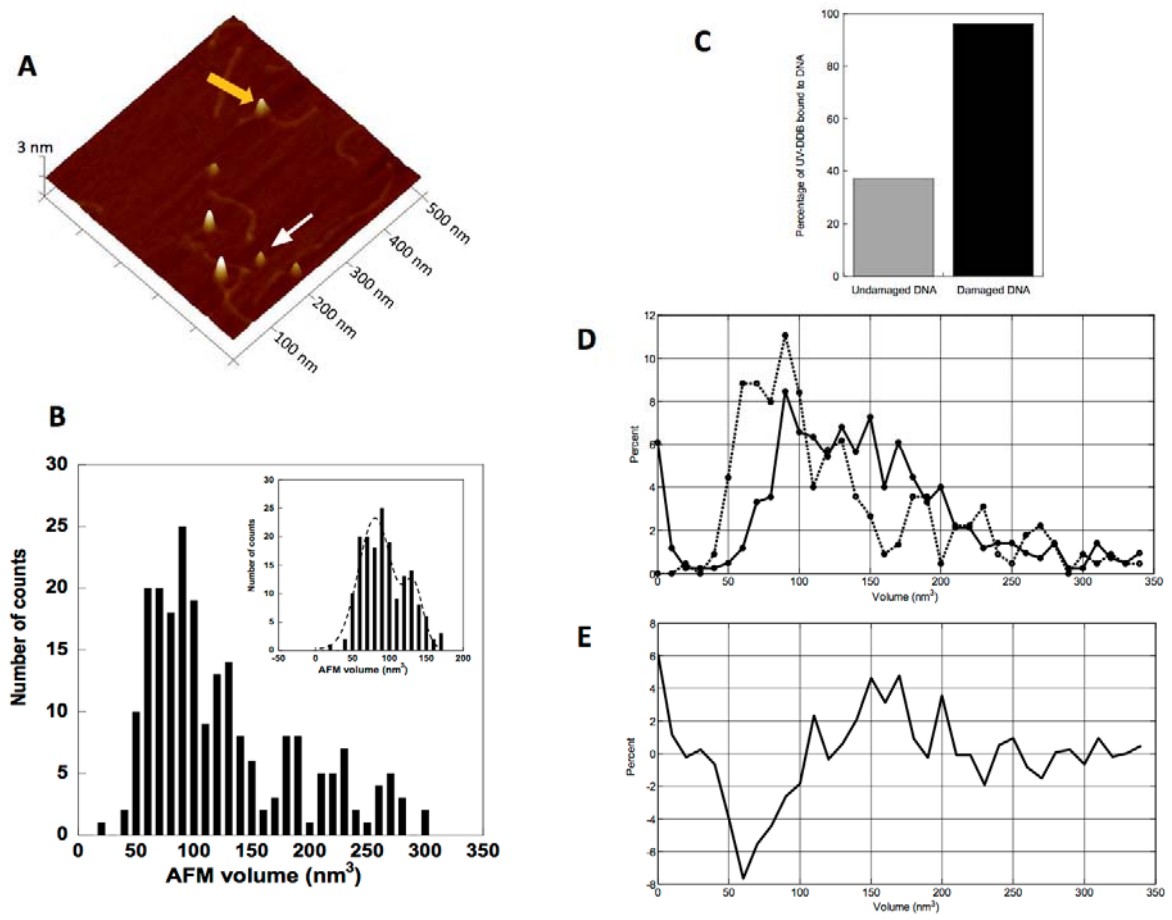 A
3 nm
500 nm
400 nm
300 nm
200 nm
100 nm
B
30
25
20
15
10
5
0
Number of counts
0 50 100 150 200 250 300 350
AFM volume (nm³)
30
25
20
15
10
5
0
Number of counts
-50 0 50 100 150 200
AFM volume (nm³)
C
100
80
60
40
20
0
Percentage of UV-DDB bound to DNA
Undamaged DNA Damaged DNA
D
12
10
8
6
4
2
0
Percent
0 50 100 150 200 250 300 350
Volume (nm³)
E
8
6
4
2
0
-2
-4
-6
-8
Percent
0 50 100 150 200 250 300 350
Volume (nm³)